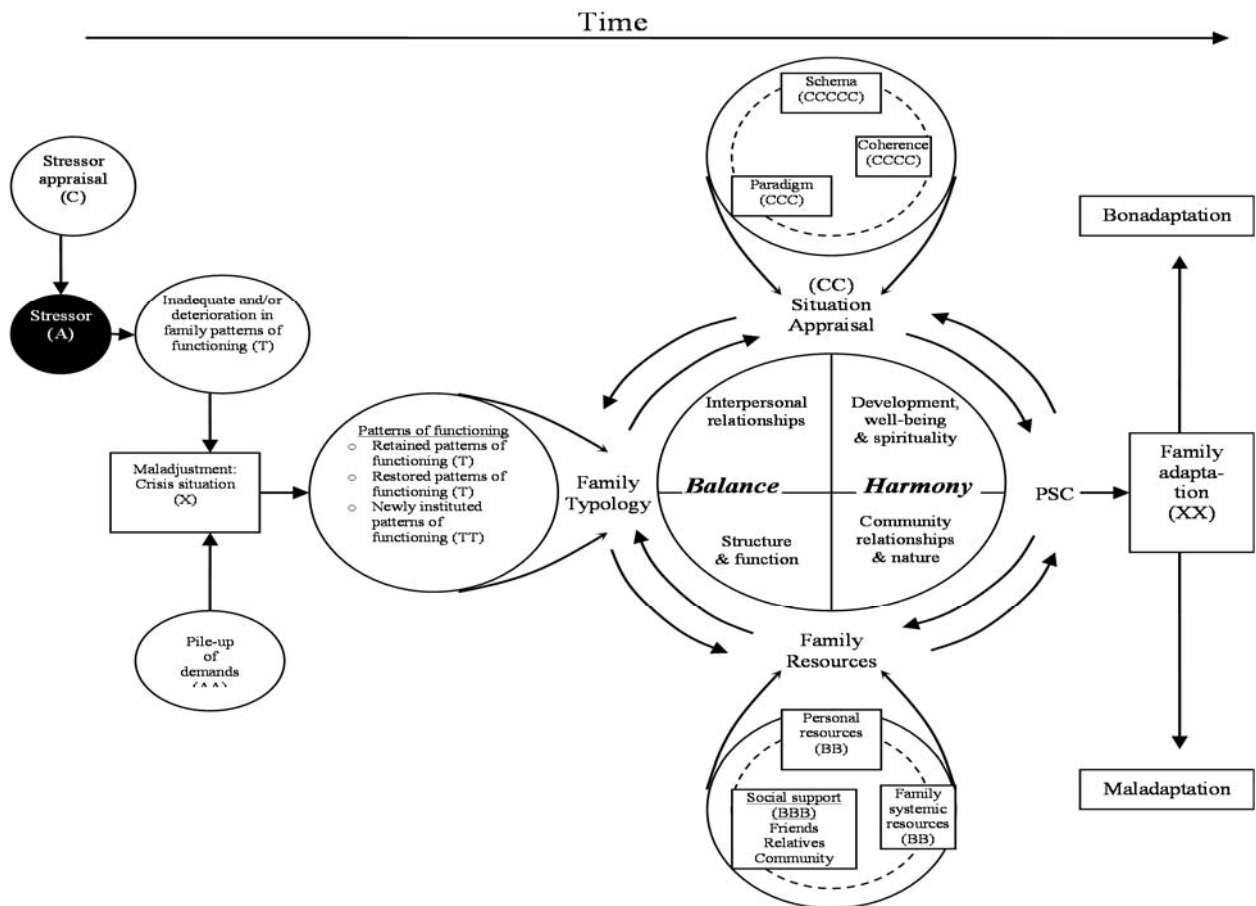 Time
Schema
(CCCCC)
Coherence
(CCCC)
Paradigm
(CCC)
Stressor
appraisal
(C)
Bonadaptation
(CC)
Situation
Appraisal
Stressor
(A)
Inadequate and/or
deterioration in
family patterns of
functioning (T)
Interpersonal
relationships
Development,
well-being
& spirituality
Patterns of functioning
Retained patterns of
functioning (T)
Restored patterns of
functioning (T)
Newly instituted
patterns of
functioning (TT)
Maladjustment:
Crisis situation
(X)
Family
Typology
Balance
Harmony
PSC
Family
adapta-
tion
(XX)
Structure
& function
Community
relationships
& nature
Pile-up
of
demands
Family
Resources
Personal
resources
(BB)
Social support
(BBB)
Friends
Relatives
Community
Family
systemic
resources
(BB)
Maladaptation